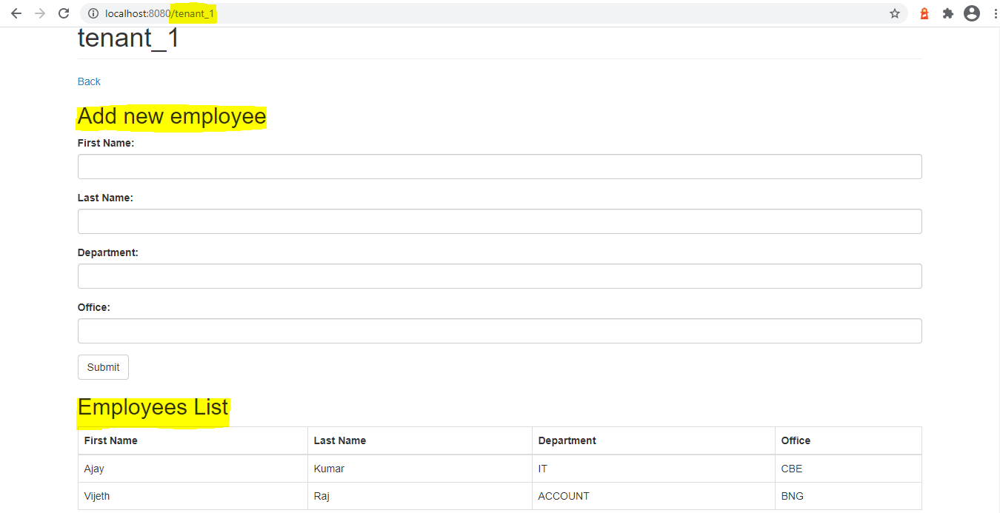 localhost:8080/tenant_1
tenant_1
Back
Add new employee
First Name:
Last Name:
Department:
Office:
Submit
Employees List
First Name Last Name Department Office
Ajay Kumar IT CBE
Vijeth Raj ACCOUNT BNG